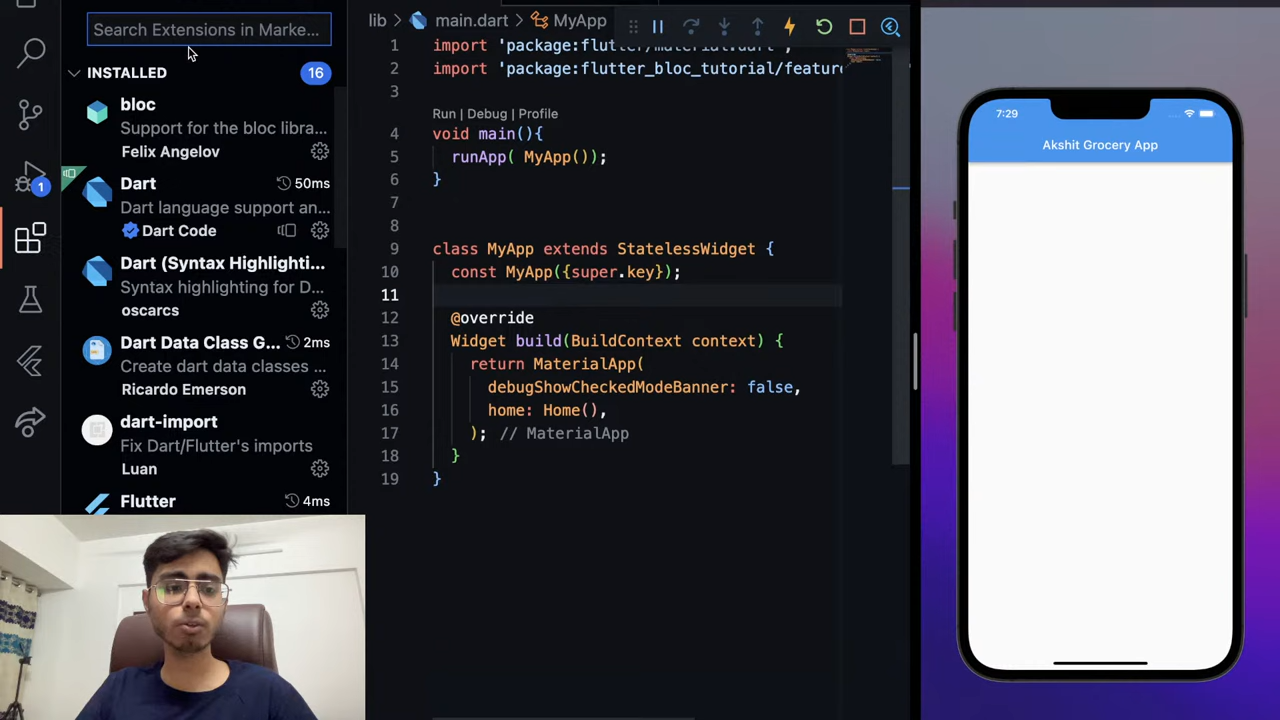 Search Extensions in Marke...
INSTALLED
16
bloc
Support for the bloc libra...
Felix Angelov
1
Dart
50ms
Dart language support an...
Dart Code
Dart (Syntax Highlighti...
Syntax highlighting for D...
oscarcs
Dart Data Class G...
2ms
Create dart data classes ...
Ricardo Emerson
dart-import
Fix Dart/Flutter's imports
Luan
Flutter
4ms
lib > main.dart > MyApp
1 import 'package:flutter/material.dart';
2 import 'package:flutter_bloc_tutorial/featur
3
Run | Debug | Profile
4 void main(){
5 runApp( MyApp());
6 }
7
8
9 class MyApp extends StatelessWidget {
10 const MyApp({super.key});
11
12 @override
13 Widget build(BuildContext context) {
14 return MaterialApp(
15 debugShowCheckedModeBanner: false,
16 home: Home(),
17 ); // MaterialApp
18 }
19 }
7:29
Akshit Grocery App